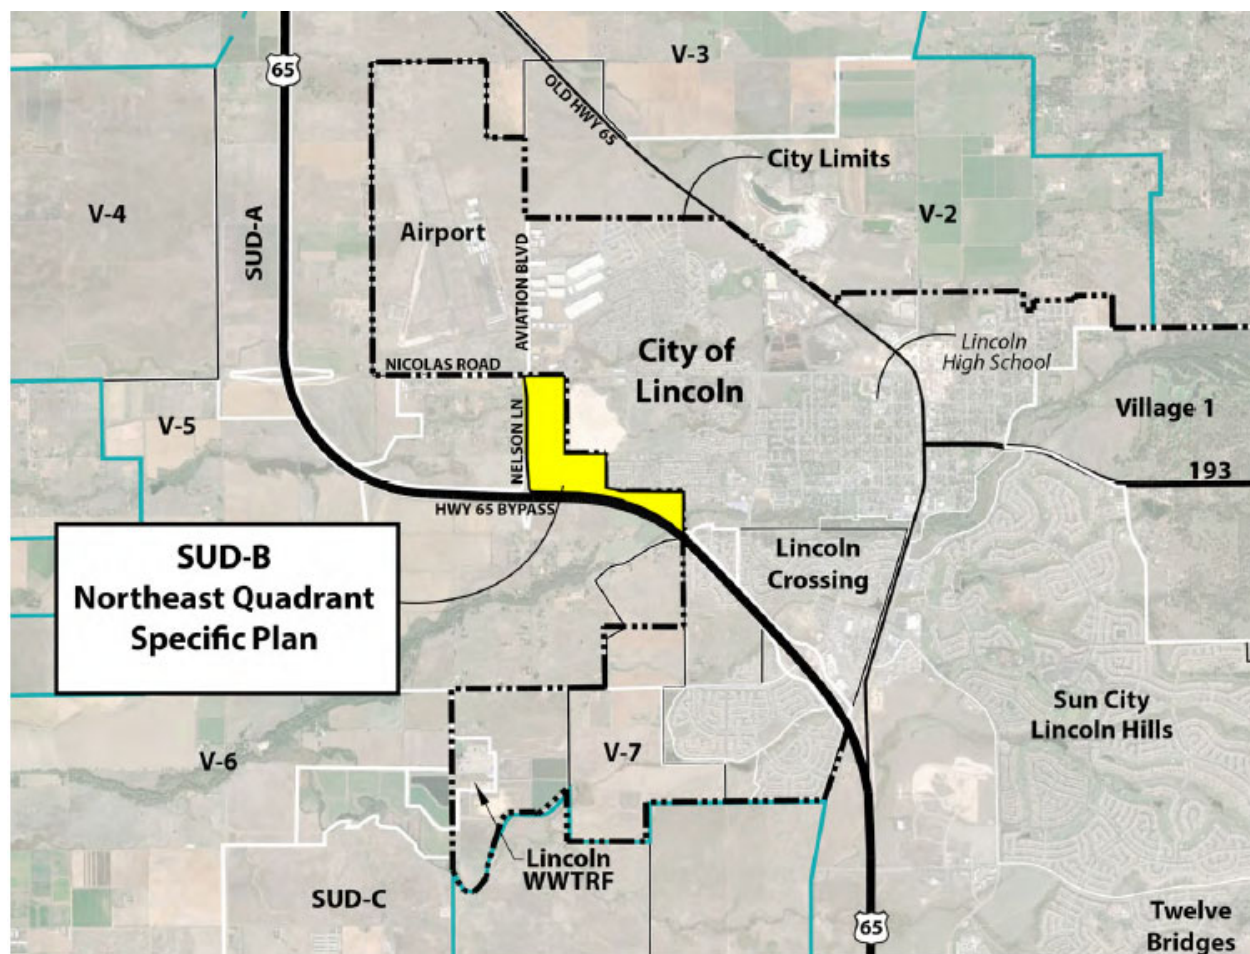 V-3
65
OLD HWY 65
City Limits
V-4
SUD-A
Airport
AVIATION BLVD
V-2
City of
Lincoln
Lincoln
High School
NICOLAS ROAD
V-5
NELSON LN
Village 1
193
HWY 65 BYPASS
SUD-B
Northeast Quadrant
Specific Plan
Lincoln
Crossing
Sun City
Lincoln Hills
V-6
V-7
Lincoln
WWTRF
SUD-C
65
Twelve
Bridges